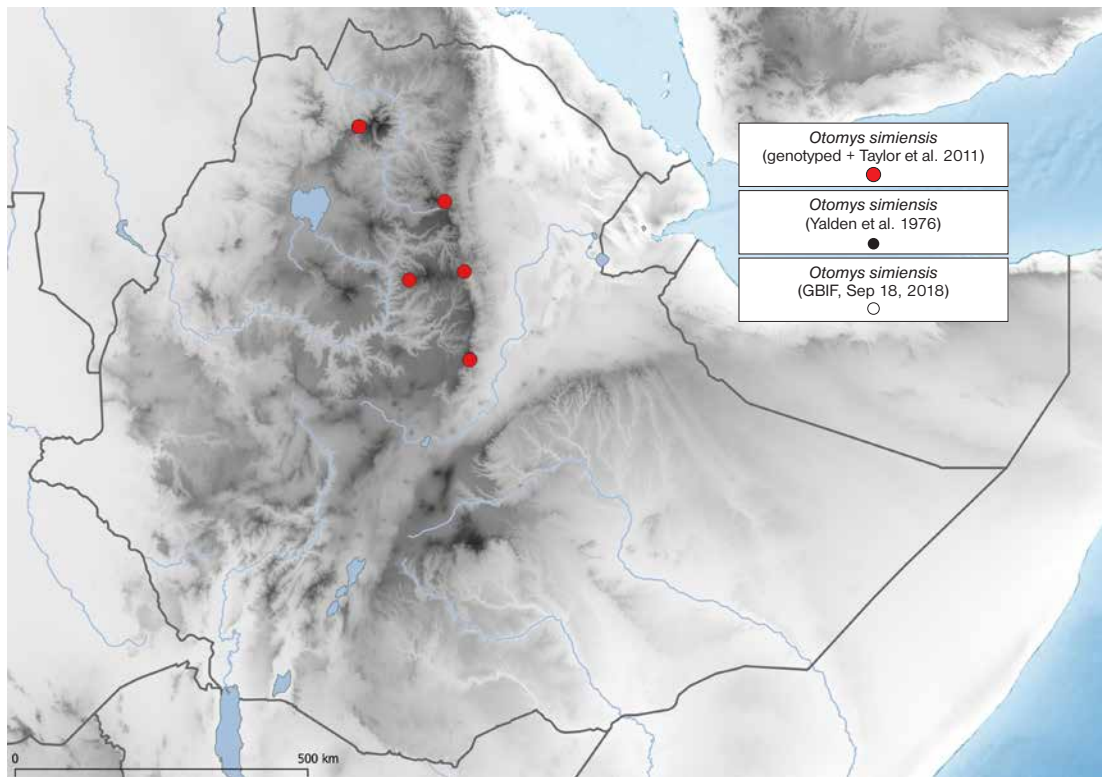 Otomys simiensis
(genotyped + Taylor et al. 2011)
Otomys simiensis
(Yalden et al. 1976)
Otomys simiensis
(GBIF, Sep 18, 2018)
0
500 km